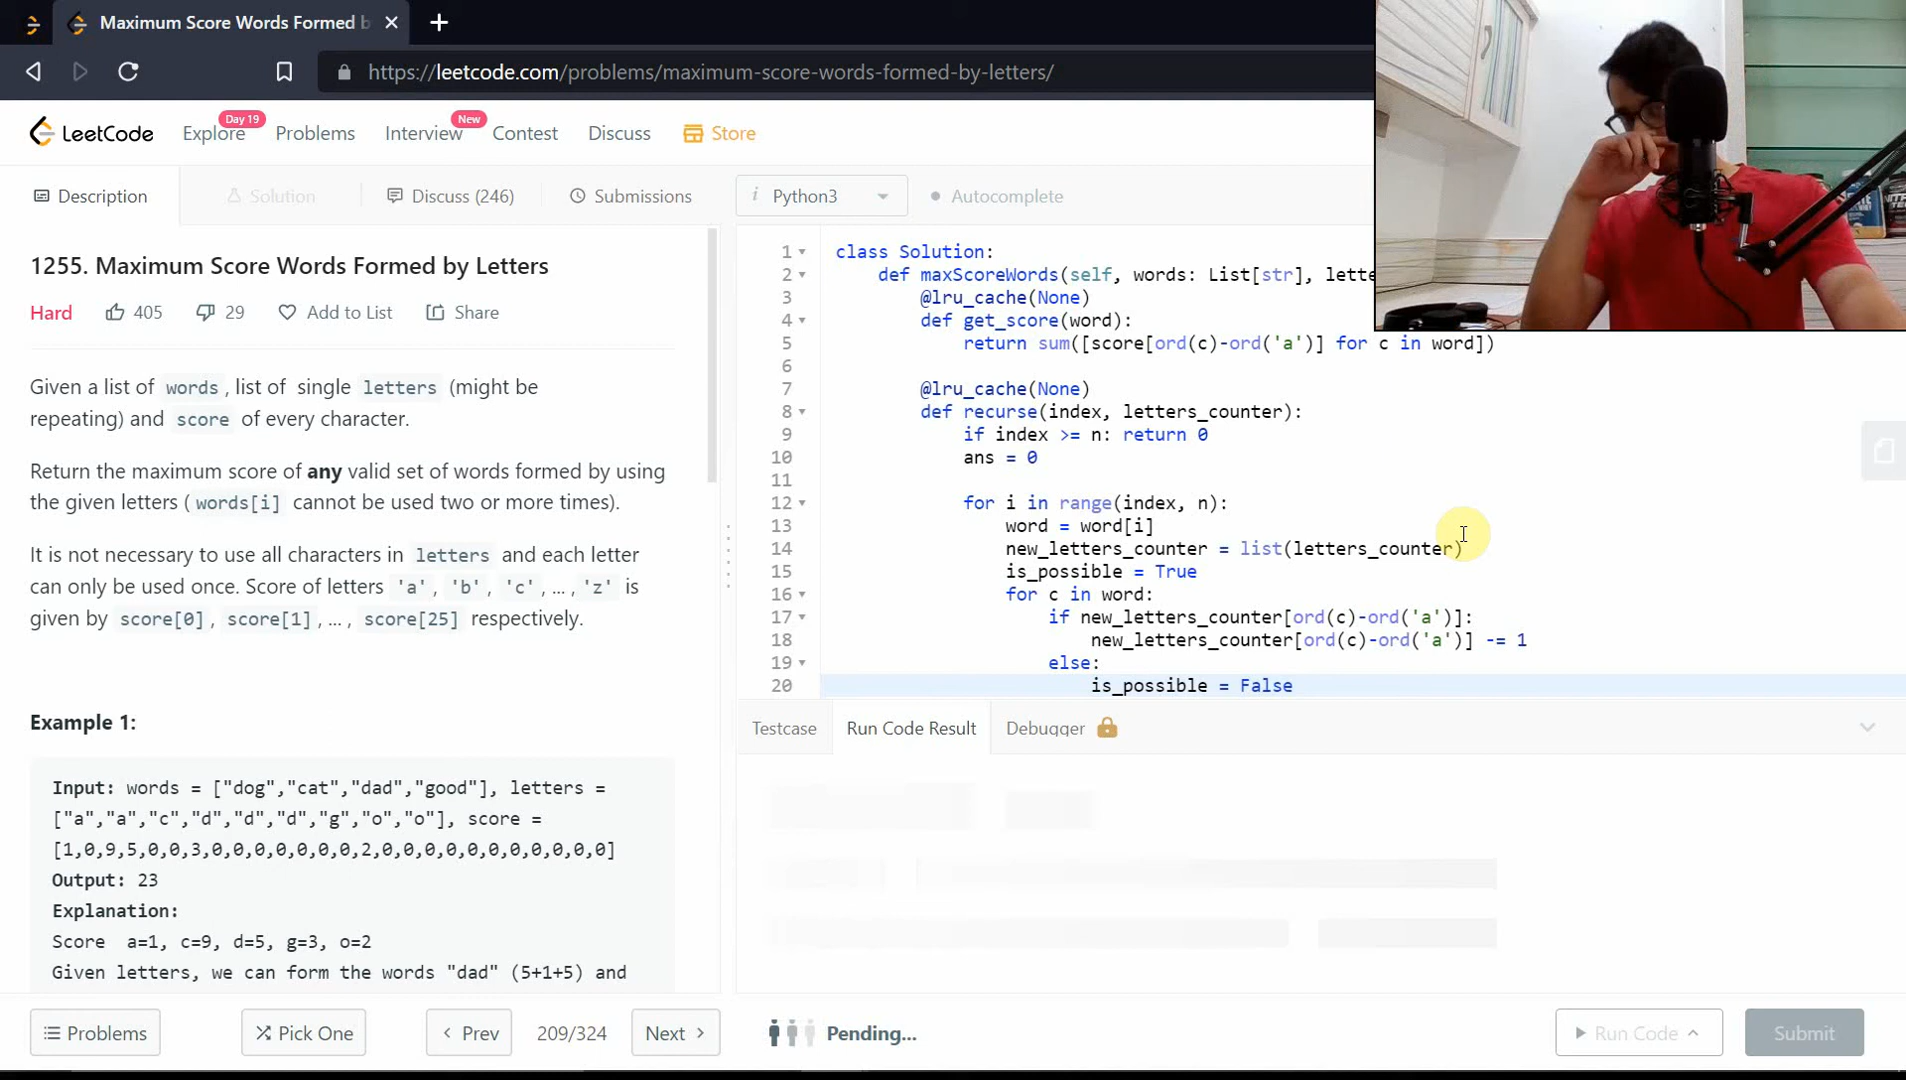 Maximum Score Words Formed b
https://leetcode.com/problems/maximum-score-words-formed-by-letters/
LeetCode Explore Day 19 Problems Interview New Contest Discuss Store
Description Solution Discuss (246) Submissions
i Python3 Autocomplete
1255. Maximum Score Words Formed by Letters
Hard 405 29 Add to List Share
Given a list of words, list of single letters (might be
repeating) and score of every character.
Return the maximum score of any valid set of words formed by using
the given letters ( words[i] cannot be used two or more times).
It is not necessary to use all characters in letters and each letter
can only be used once. Score of letters 'a', 'b', 'c', ... ,'z' is
given by score[0], score[1], ... , score[25] respectively.
Example 1:
Input: words = ["dog","cat","dad","good"], letters =
["a","a","c","d","d","d","g","o","o"], score =
[1,0,9,5,0,0,3,0,0,0,0,0,0,0,2,0,0,0,0,0,0,0,0,0,0,0]
Output: 23
Explanation:
Score a=1, c=9, d=5, g=3, o=2
Given letters, we can form the words "dad" (5+1+5) and
1 class Solution:
2 def maxScoreWords(self, words: List[str], lette
3 @lru_cache(None)
4 def get_score(word):
5 return sum([score[ord(c)-ord('a')] for c in word])
6
7 @lru_cache(None)
8 def recurse(index, letters_counter):
9 if index >= n: return 0
10 ans = 0
11
12 for i in range(index, n):
13 word = word[i]
14 new_letters_counter = list(letters_counter)
15 is_possible = True
16 for c in word:
17 if new_letters_counter[ord(c)-ord('a')]:
18 new_letters_counter[ord(c)-ord('a')] -= 1
19 else:
20 is_possible = False
Testcase Run Code Result Debugger
Problems Pick One Prev 209/324 Next
Pending...
Run Code Submit